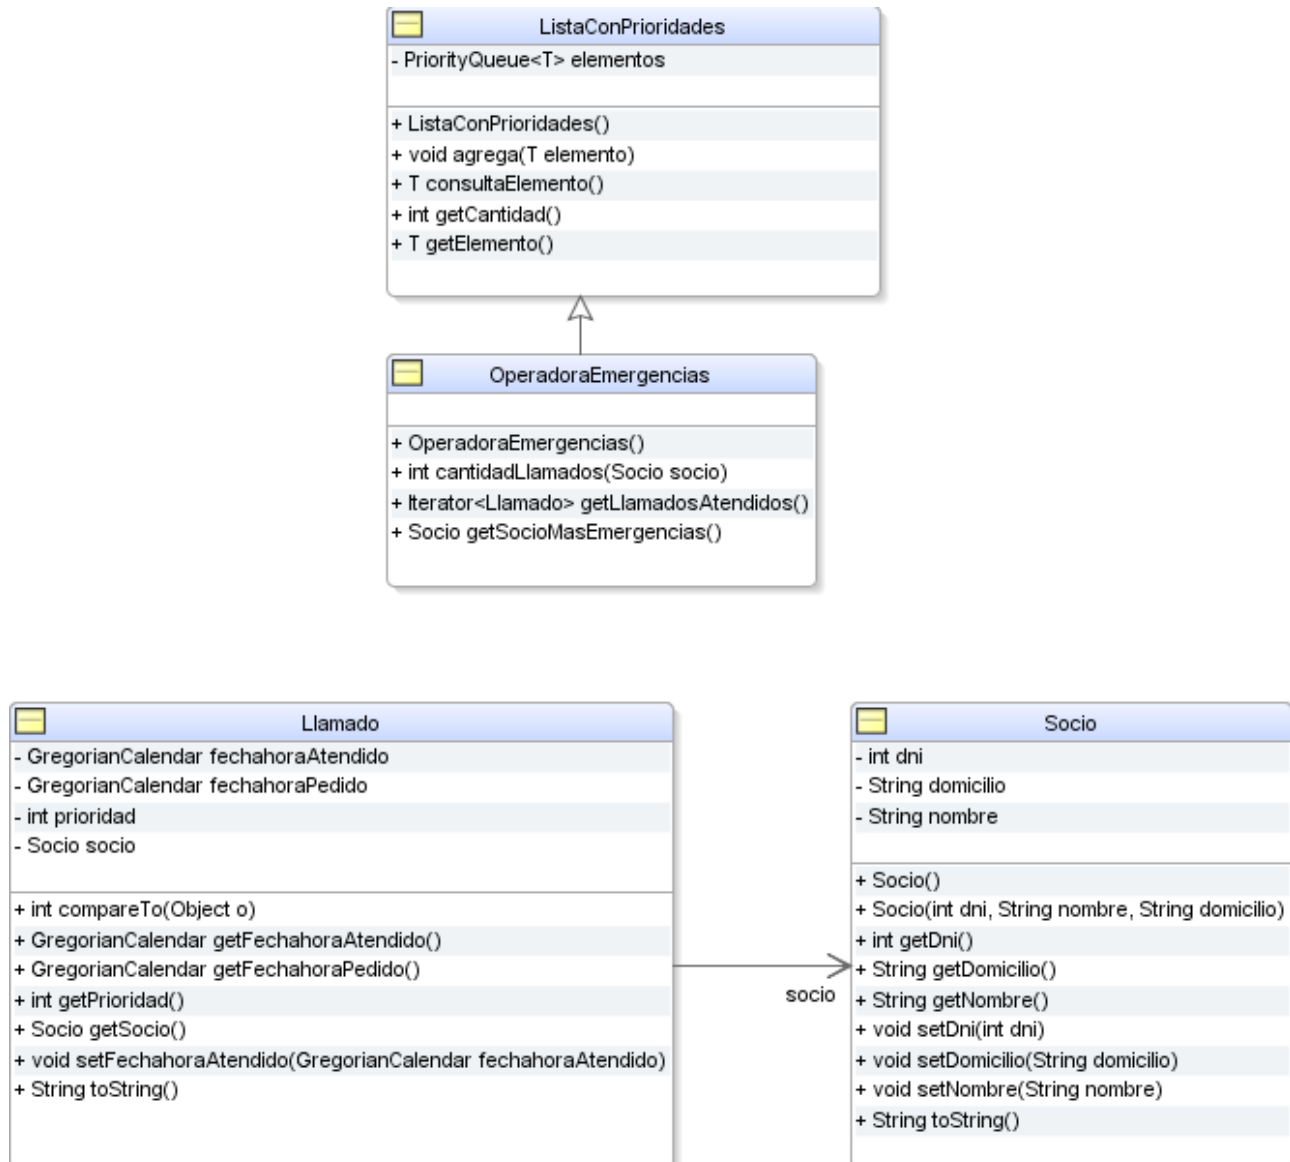 ListaConPrioridades
- PriorityQueue<T> elementos
+ ListaConPrioridades()
+ void agrega(T elemento)
+ T consultaElemento()
+ int getCantidad()
+ T getElemento()
OperadoraEmergencias
+ OperadoraEmergencias()
+ int cantidadLlamados(Socio socio)
+ Iterator<Llamado> getLlamadosAtendidos()
+ Socio getSocioMasEmergencias()
Llamado
- GregorianCalendar fechahoraAtendido
- GregorianCalendar fechahoraPedido
- int prioridad
- Socio socio
+ int compareTo(Object o)
+ GregorianCalendar getFechahoraAtendido()
+ GregorianCalendar getFechahoraPedido()
+ int getPrioridad()
+ Socio getSocio()
+ void setFechahoraAtendido(GregorianCalendar fechahoraAtendido)
+ String toString()
socio
Socio
- int dni
- String domicilio
- String nombre
+ Socio()
+ Socio(int dni, String nombre, String domicilio)
+ int getDni()
+ String getDomicilio()
+ String getNombre()
+ void setDni(int dni)
+ void setDomicilio(String domicilio)
+ void setNombre(String nombre)
+ String toString()